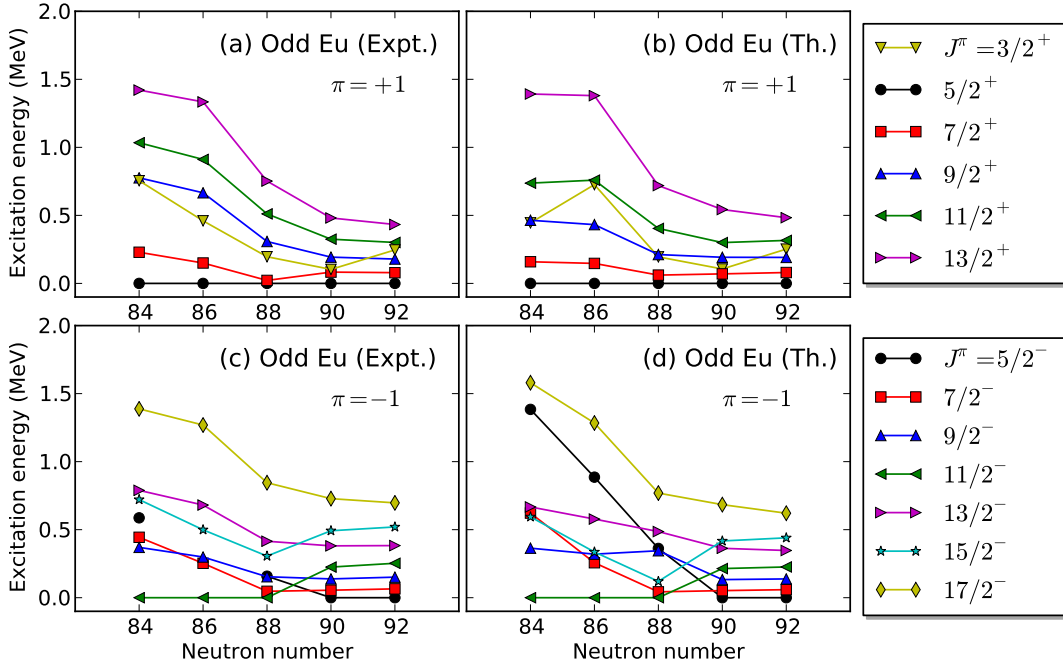 Excitation energy (MeV)
2.0
1.5
1.0
0.5
0.0
(a) Odd Eu (Expt.)
π = +1
84 86 88 90 92
(b) Odd Eu (Th.)
π = +1
84 86 88 90 92
J^π = 3/2⁺
5/2⁺
7/2⁺
9/2⁺
11/2⁺
13/2⁺
Excitation energy (MeV)
2.0
1.5
1.0
0.5
0.0
(c) Odd Eu (Expt.)
π = −1
84 86 88 90 92
Neutron number
(d) Odd Eu (Th.)
π = −1
84 86 88 90 92
Neutron number
J^π = 5/2⁻
7/2⁻
9/2⁻
11/2⁻
13/2⁻
15/2⁻
17/2⁻